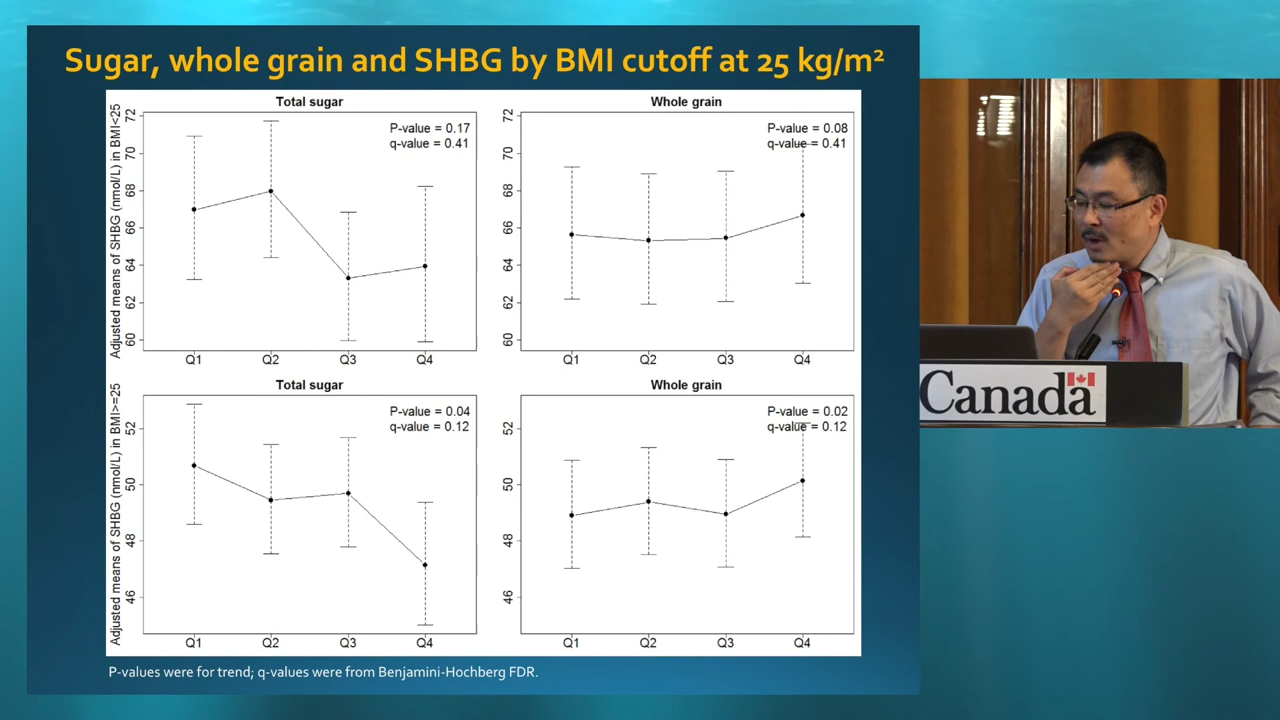 Sugar, whole grain and SHBG by BMI cutoff at 25 kg/m²
Total sugar
P-value = 0.17
q-value = 0.41
Adjusted means of SHBG (nmol/L) in BMI<25
72
70
68
66
64
62
60
Q1 Q2 Q3 Q4
Whole grain
P-value = 0.08
q-value = 0.41
72
70
68
66
64
62
60
Q1 Q2 Q3 Q4
Total sugar
P-value = 0.04
q-value = 0.12
Adjusted means of SHBG (nmol/L) in BMI>=25
52
50
48
46
Q1 Q2 Q3 Q4
Whole grain
P-value = 0.02
q-value = 0.12
52
50
48
46
Q1 Q2 Q3 Q4
P-values were for trend; q-values were from Benjamini-Hochberg FDR.
Canada